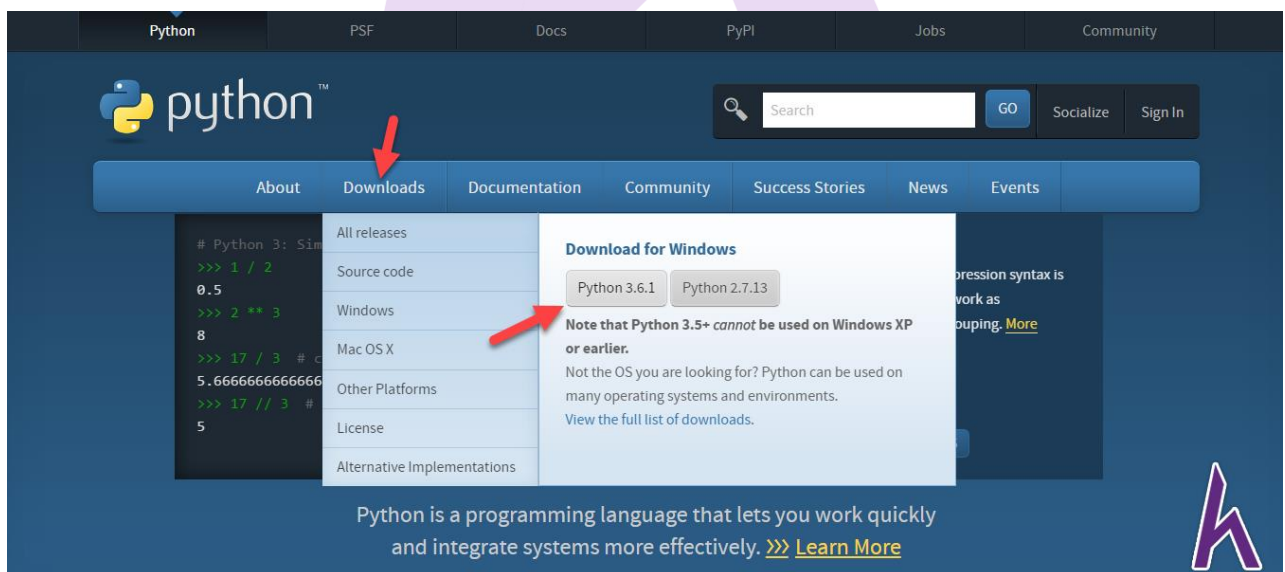 Python PSF Docs PyPI Jobs Community
python™
Search GO Socialize Sign In
About Downloads Documentation Community Success Stories News Events
# Python 3: Sim
>>> 1 / 2
0.5
>>> 2 ** 3
8
>>> 17 / 3 # c
5.6666666666666
>>> 17 // 3 #
5
All releases
Source code
Windows
Mac OS X
Other Platforms
License
Alternative Implementations
Download for Windows
Python 3.6.1 Python 2.7.13
Note that Python 3.5+ cannot be used on Windows XP
or earlier.
Not the OS you are looking for? Python can be used on
many operating systems and environments.
View the full list of downloads.
pression syntax is
work as
ouping. More
Python is a programming language that lets you work quickly
and integrate systems more effectively. >>> Learn More